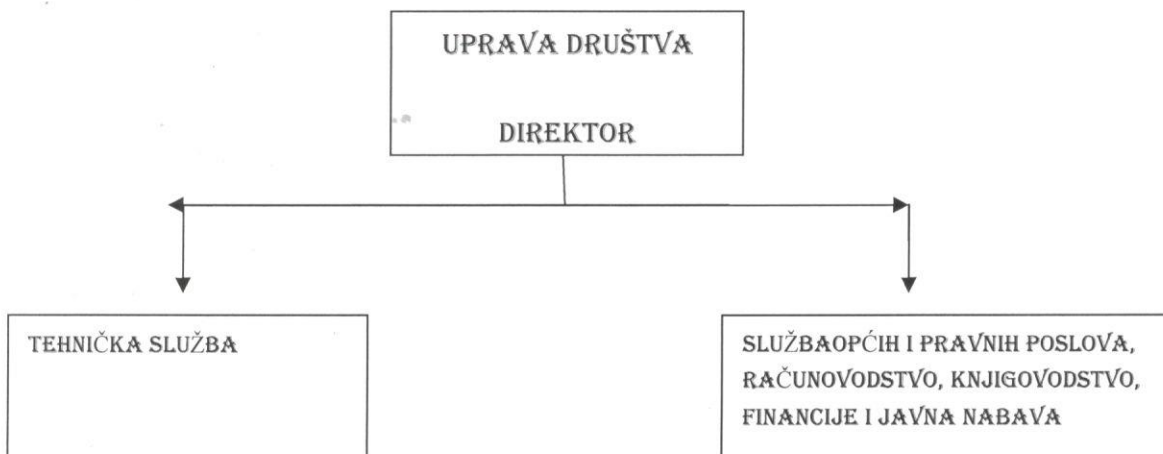 UPRAVA DRUŠTVA
DIREKTOR
TEHNIČKA SLUŽBA
SLUŽBAOPĆIH I PRAVNIH POSLOVA,
RAČUNOVODSTVO, KNJIGOVODSTVO,
FINANCIJE I JAVNA NABAVA